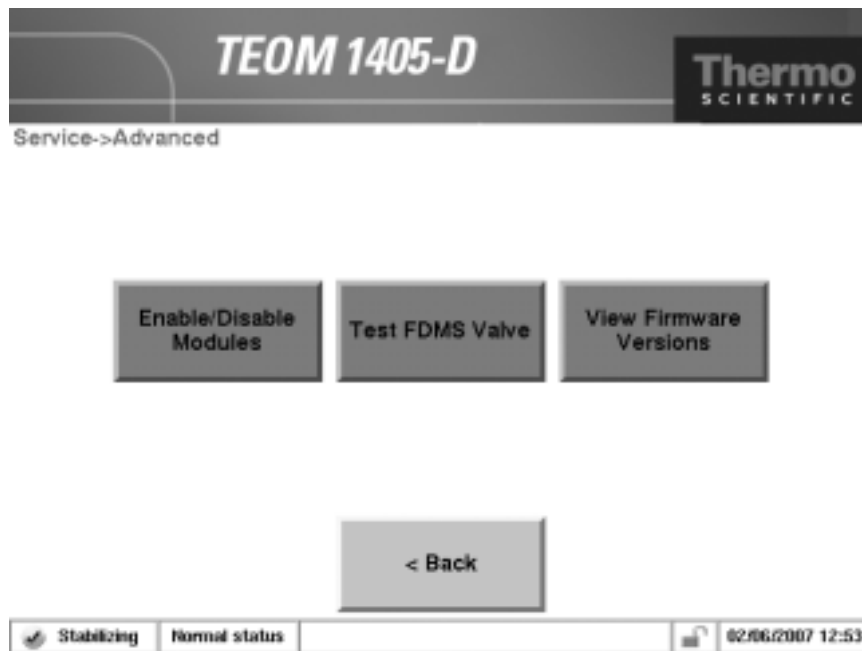 TEOM 1405-D
Thermo
SCIENTIFIC
Service->Advanced
Enable/Disable
Modules
Test FDMS Valve
View Firmware
Versions
< Back
Stabilizing
Normal status
02/06/2007 12:53